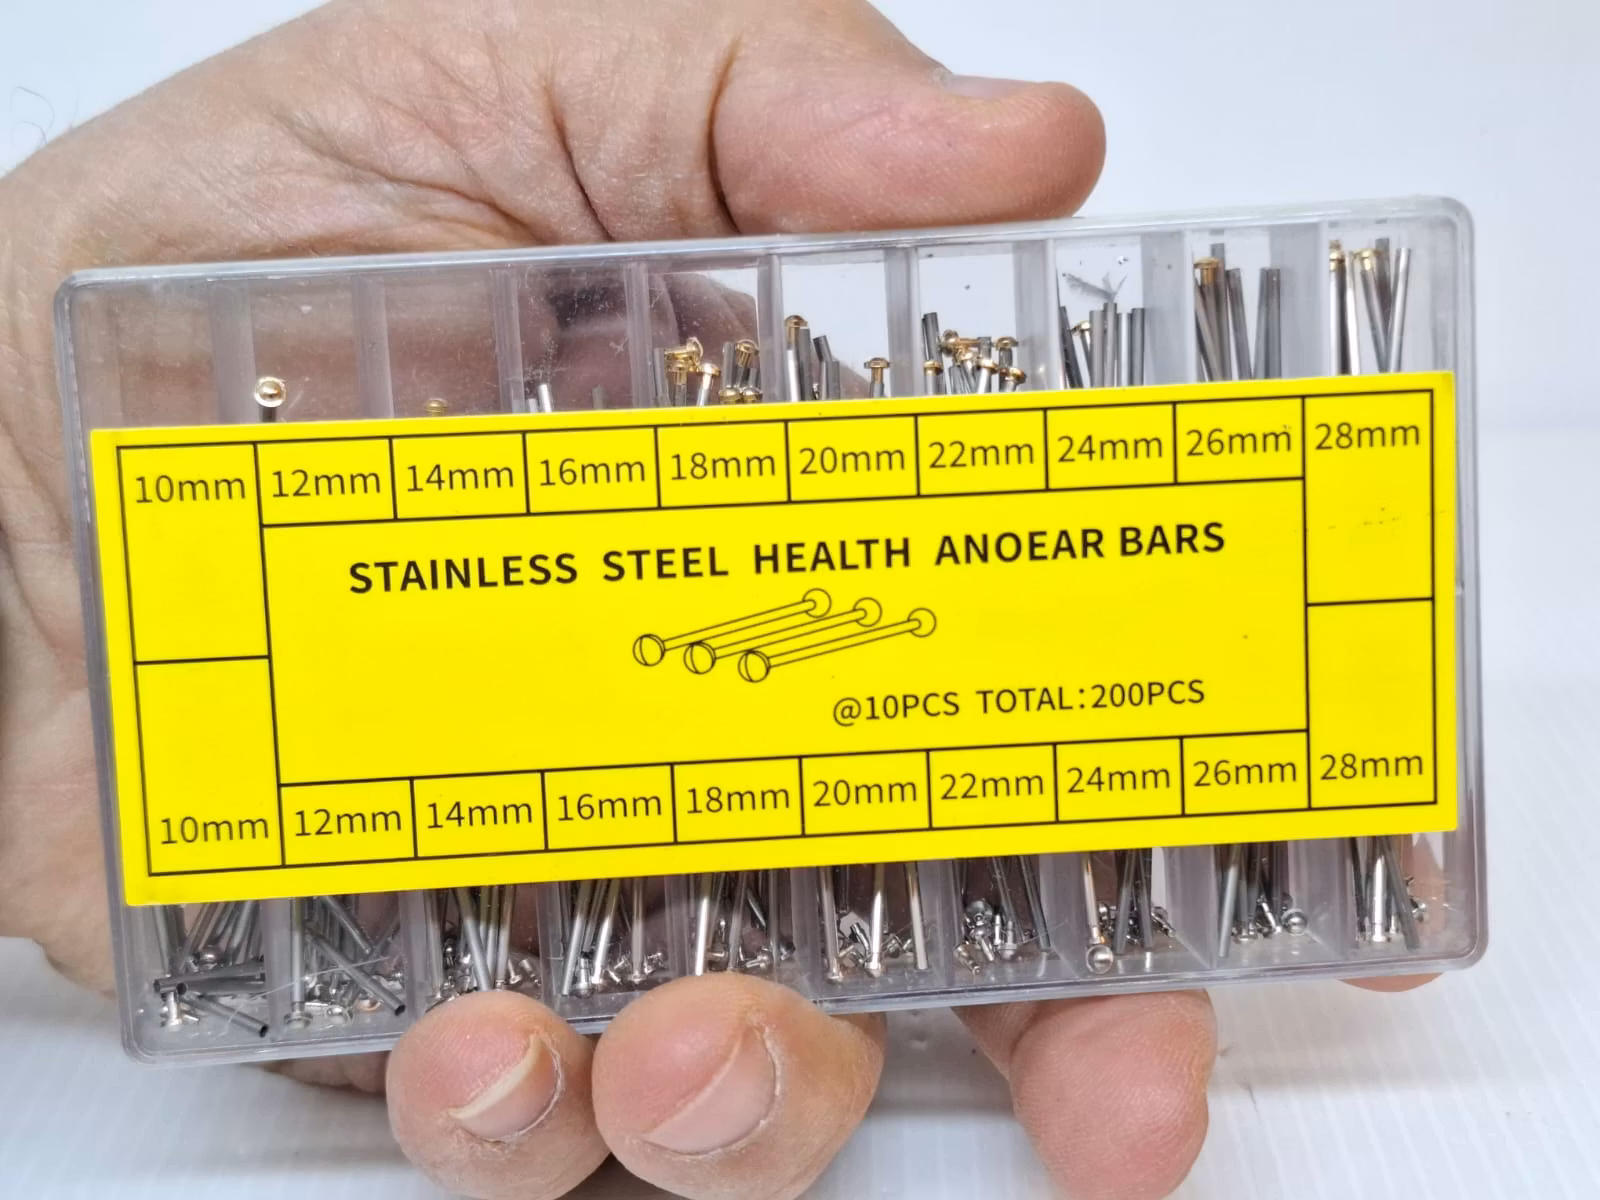 10mm 12mm 14mm 16mm 18mm 20mm 22mm 24mm 26mm 28mm
STAINLESS STEEL HEALTH ANOEAR BARS
@10PCS TOTAL:200PCS
10mm 12mm 14mm 16mm 18mm 20mm 22mm 24mm 26mm 28mm